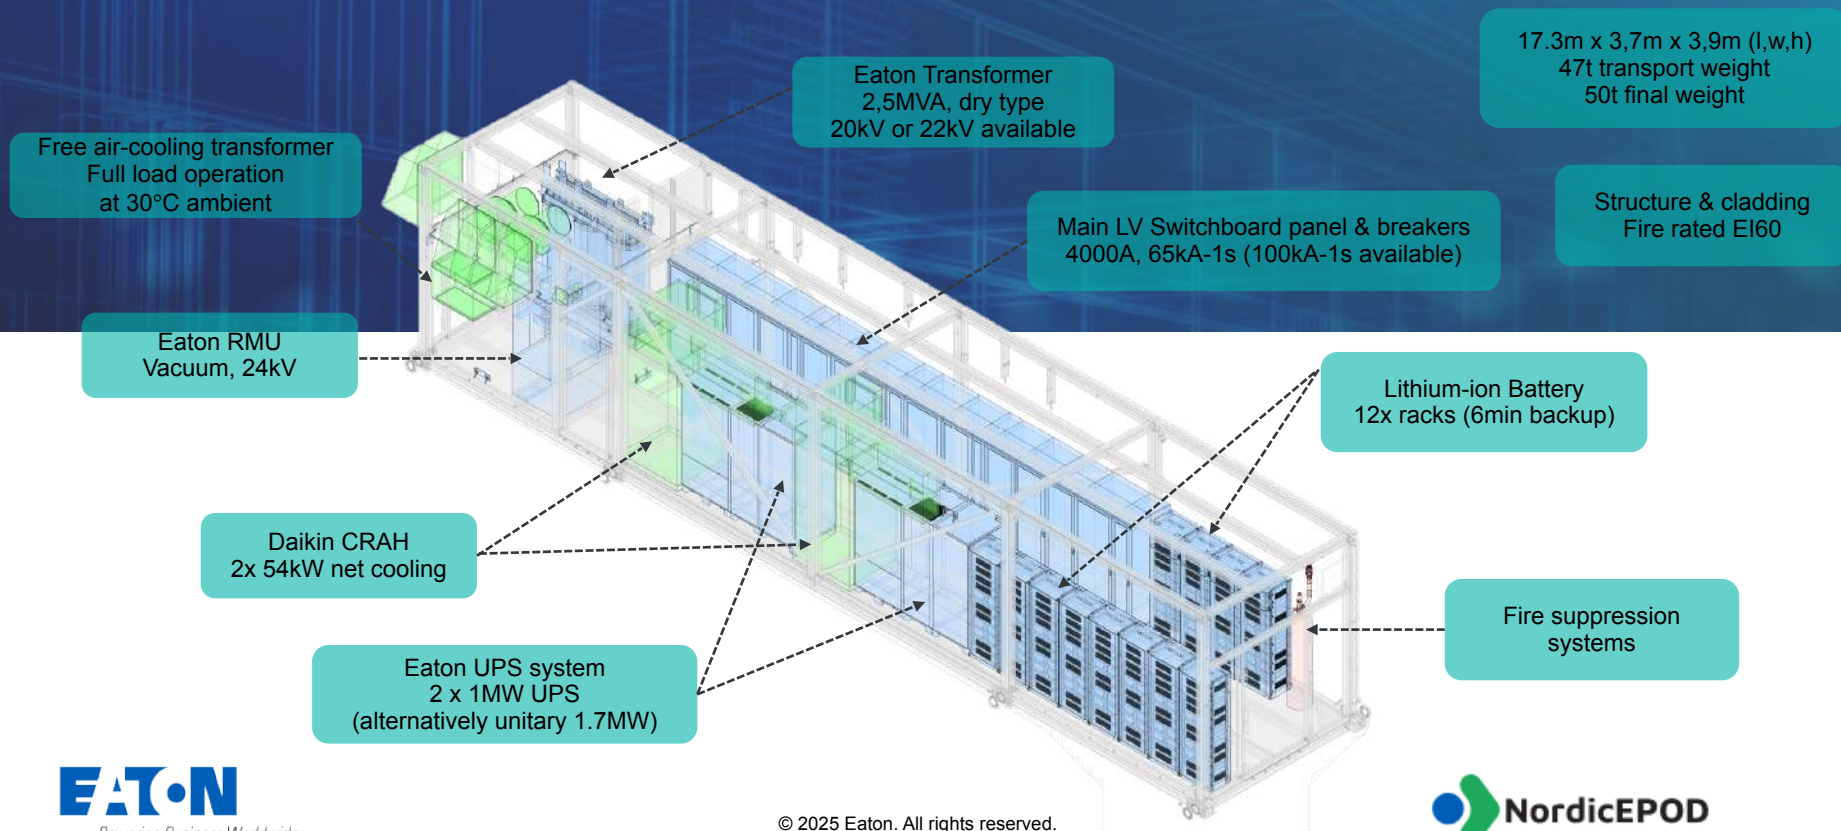 17.3m x 3,7m x 3,9m (l,w,h)
47t transport weight
50t final weight
Eaton Transformer
2,5MVA, dry type
20kV or 22kV available
Free air-cooling transformer
Full load operation
at 30°C ambient
Structure & cladding
Fire rated EI60
Main LV Switchboard panel & breakers
4000A, 65kA-1s (100kA-1s available)
Eaton RMU
Vacuum, 24kV
Lithium-ion Battery
12x racks (6min backup)
Daikin CRAH
2x 54kW net cooling
Fire suppression
systems
Eaton UPS system
2 x 1MW UPS
(alternatively unitary 1.7MW)
EATON
Powering Business Worldwide
© 2025 Eaton. All rights reserved.
NordicEPOD